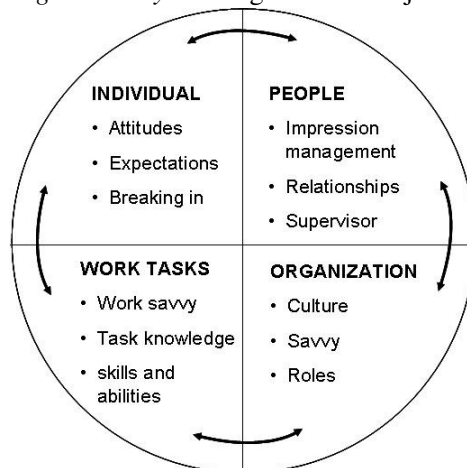 INDIVIDUAL
• Attitudes
• Expectations
• Breaking in
PEOPLE
• Impression
management
• Relationships
• Supervisor
WORK TASKS
• Work savvy
• Task knowledge
• skills and
abilities
ORGANIZATION
• Culture
• Savvy
• Roles